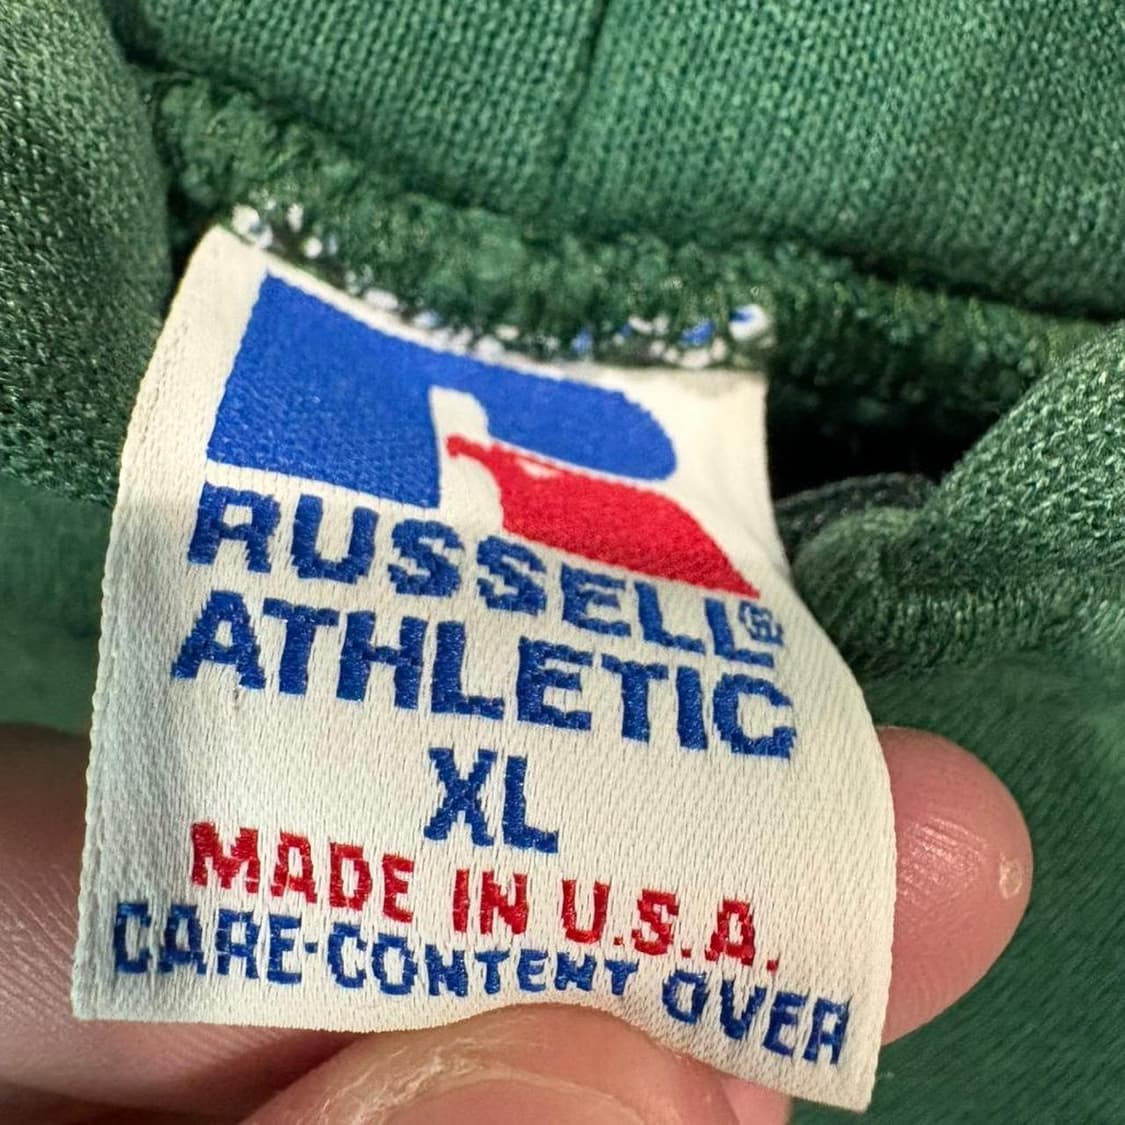 RUSSELL®
ATHLETIC
XL
MADE IN U.S.A.
CARE·CONTENT OVER